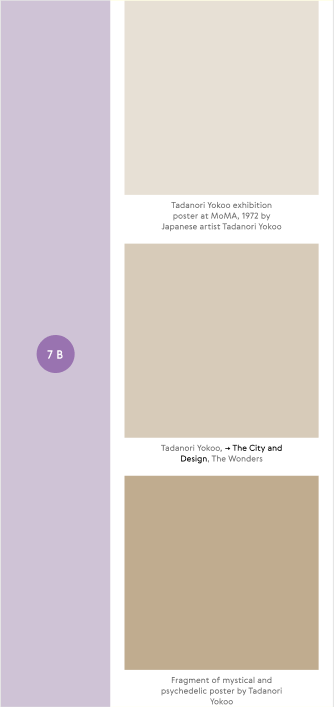 Tadanori Yokoo exhibition
poster at MoMA, 1972 by
Japanese artist Tadanori Yokoo
7 B
Tadanori Yokoo, → The City and
Design, The Wonders
Fragment of mystical and
psychedelic poster by Tadanori
Yokoo